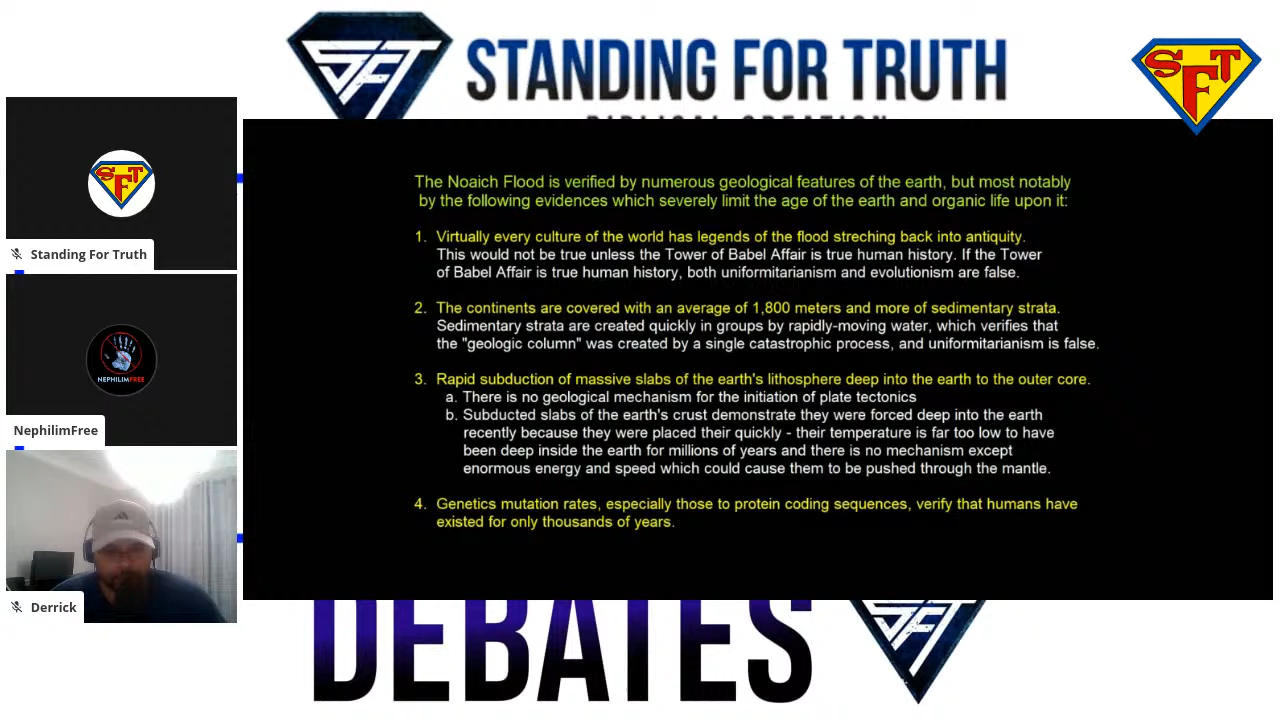 SFT
STANDING FOR TRUTH
SFT
SFT
Standing For Truth
NEPHILIMFREE
NephilimFree
Derrick
The Noaich Flood is verified by numerous geological features of the earth, but most notably
by the following evidences which severely limit the age of the earth and organic life upon it:
1. Virtually every culture of the world has legends of the flood streching back into antiquity.
This would not be true unless the Tower of Babel Affair is true human history. If the Tower
of Babel Affair is true human history, both uniformitarianism and evolutionism are false.
2. The continents are covered with an average of 1,800 meters and more of sedimentary strata.
Sedimentary strata are created quickly in groups by rapidly-moving water, which verifies that
the "geologic column" was created by a single catastrophic process, and uniformitarianism is false.
3. Rapid subduction of massive slabs of the earth's lithosphere deep into the earth to the outer core.
a. There is no geological mechanism for the initiation of plate tectonics
b. Subducted slabs of the earth's crust demonstrate they were forced deep into the earth
recently because they were placed their quickly - their temperature is far too low to have
been deep inside the earth for millions of years and there is no mechanism except
enormous energy and speed which could cause them to be pushed through the mantle.
4. Genetics mutation rates, especially those to protein coding sequences, verify that humans have
existed for only thousands of years.
DEBATES
SFT